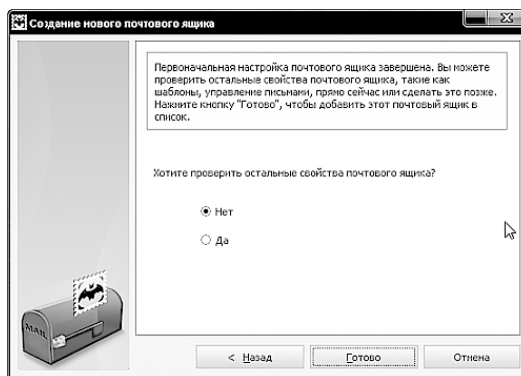 Создание нового почтового ящика
Первоначальная настройка почтового ящика завершена. Вы можете
проверить остальные свойства почтового ящика, такие как
шаблоны, управление письмами, прямо сейчас или сделать это позже.
Нажмите кнопку "Готово", чтобы добавить этот почтовый ящик в
список.
Хотите проверить остальные свойства почтового ящика?
Нет
Да
MAIL
< Назад
Готово
Отмена